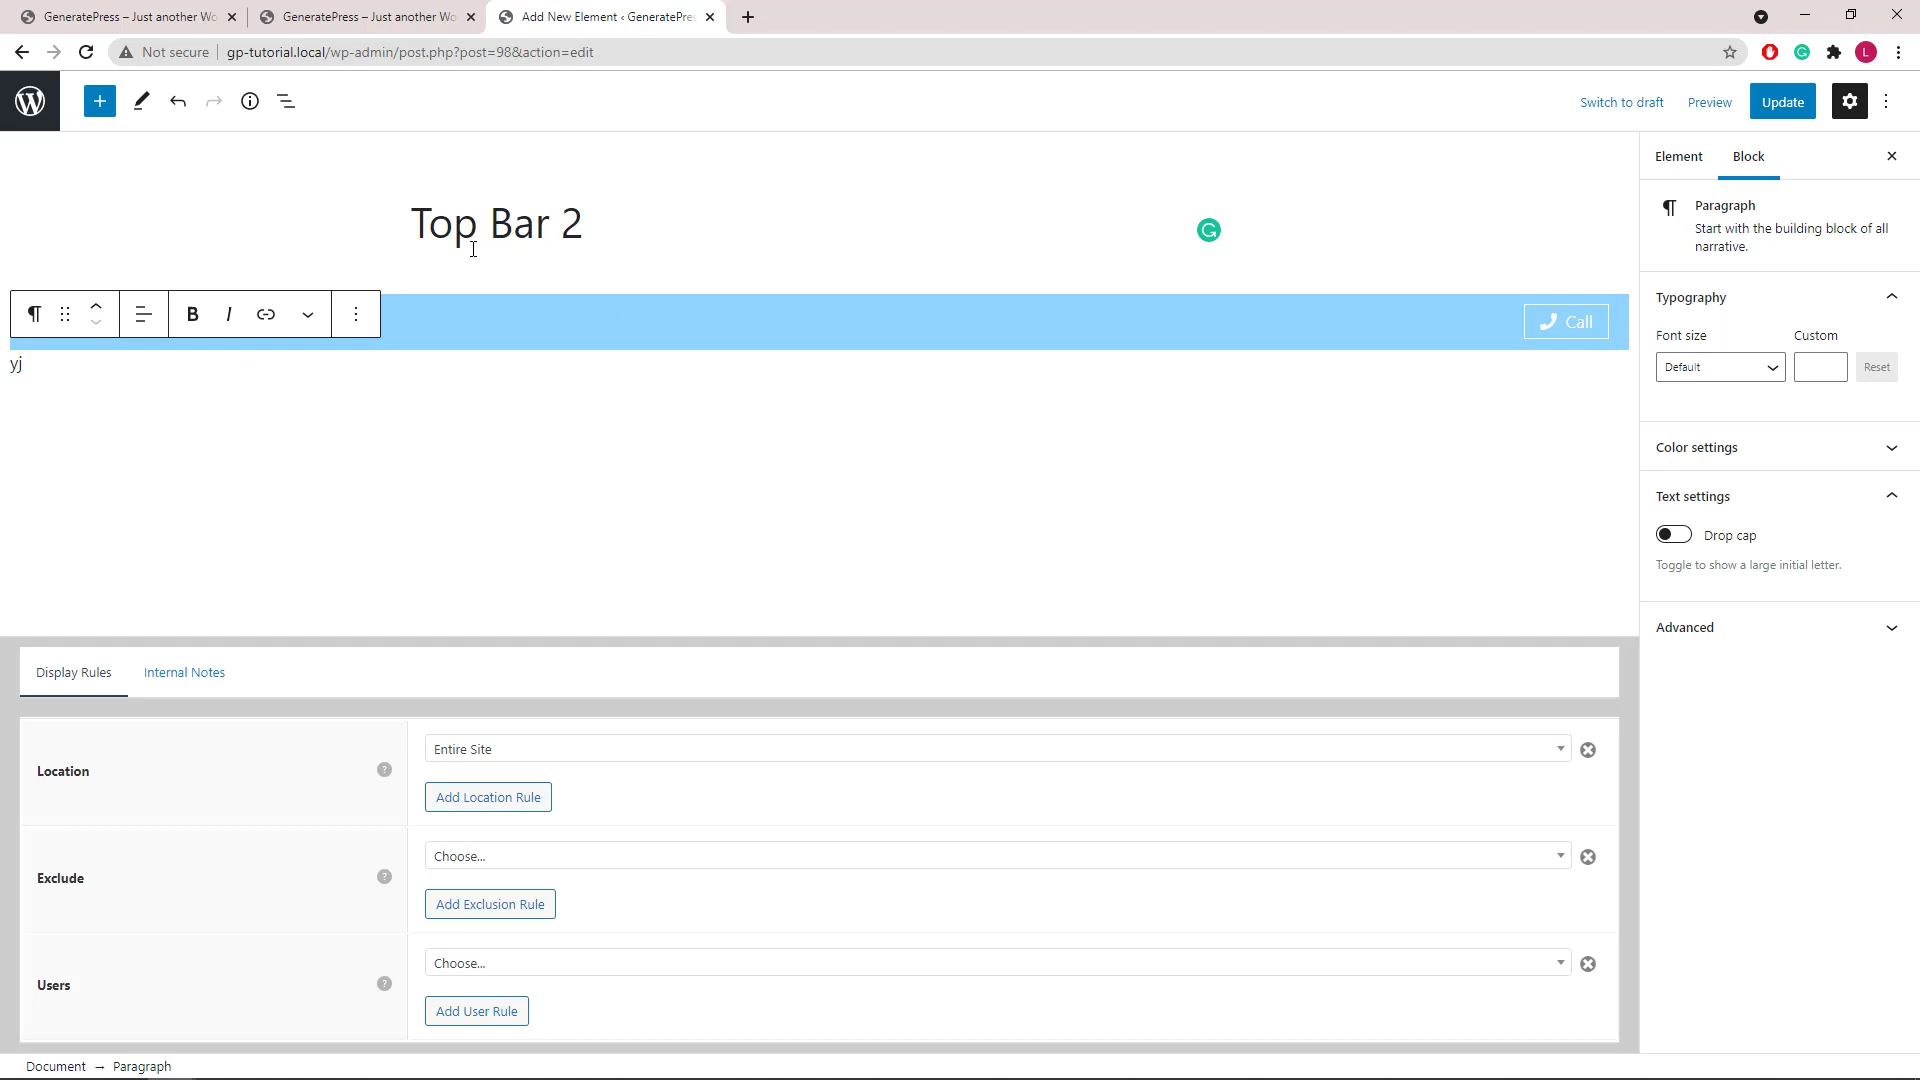 GeneratePress – Just another Wo
GeneratePress – Just another Wo
Add New Element ‹ GeneratePres
Not secure
gp-tutorial.local/wp-admin/post.php?post=98&action=edit
L
Switch to draft
Preview
Update
Top Bar 2
B
I
Call
yj
Element
Block
Paragraph
Start with the building block of all
narrative.
Typography
Font size
Custom
Default
Reset
Color settings
Text settings
Drop cap
Toggle to show a large initial letter.
Advanced
Display Rules
Internal Notes
Location
?
Entire Site
Add Location Rule
Exclude
?
Choose...
Add Exclusion Rule
Users
?
Choose...
Add User Rule
Document → Paragraph